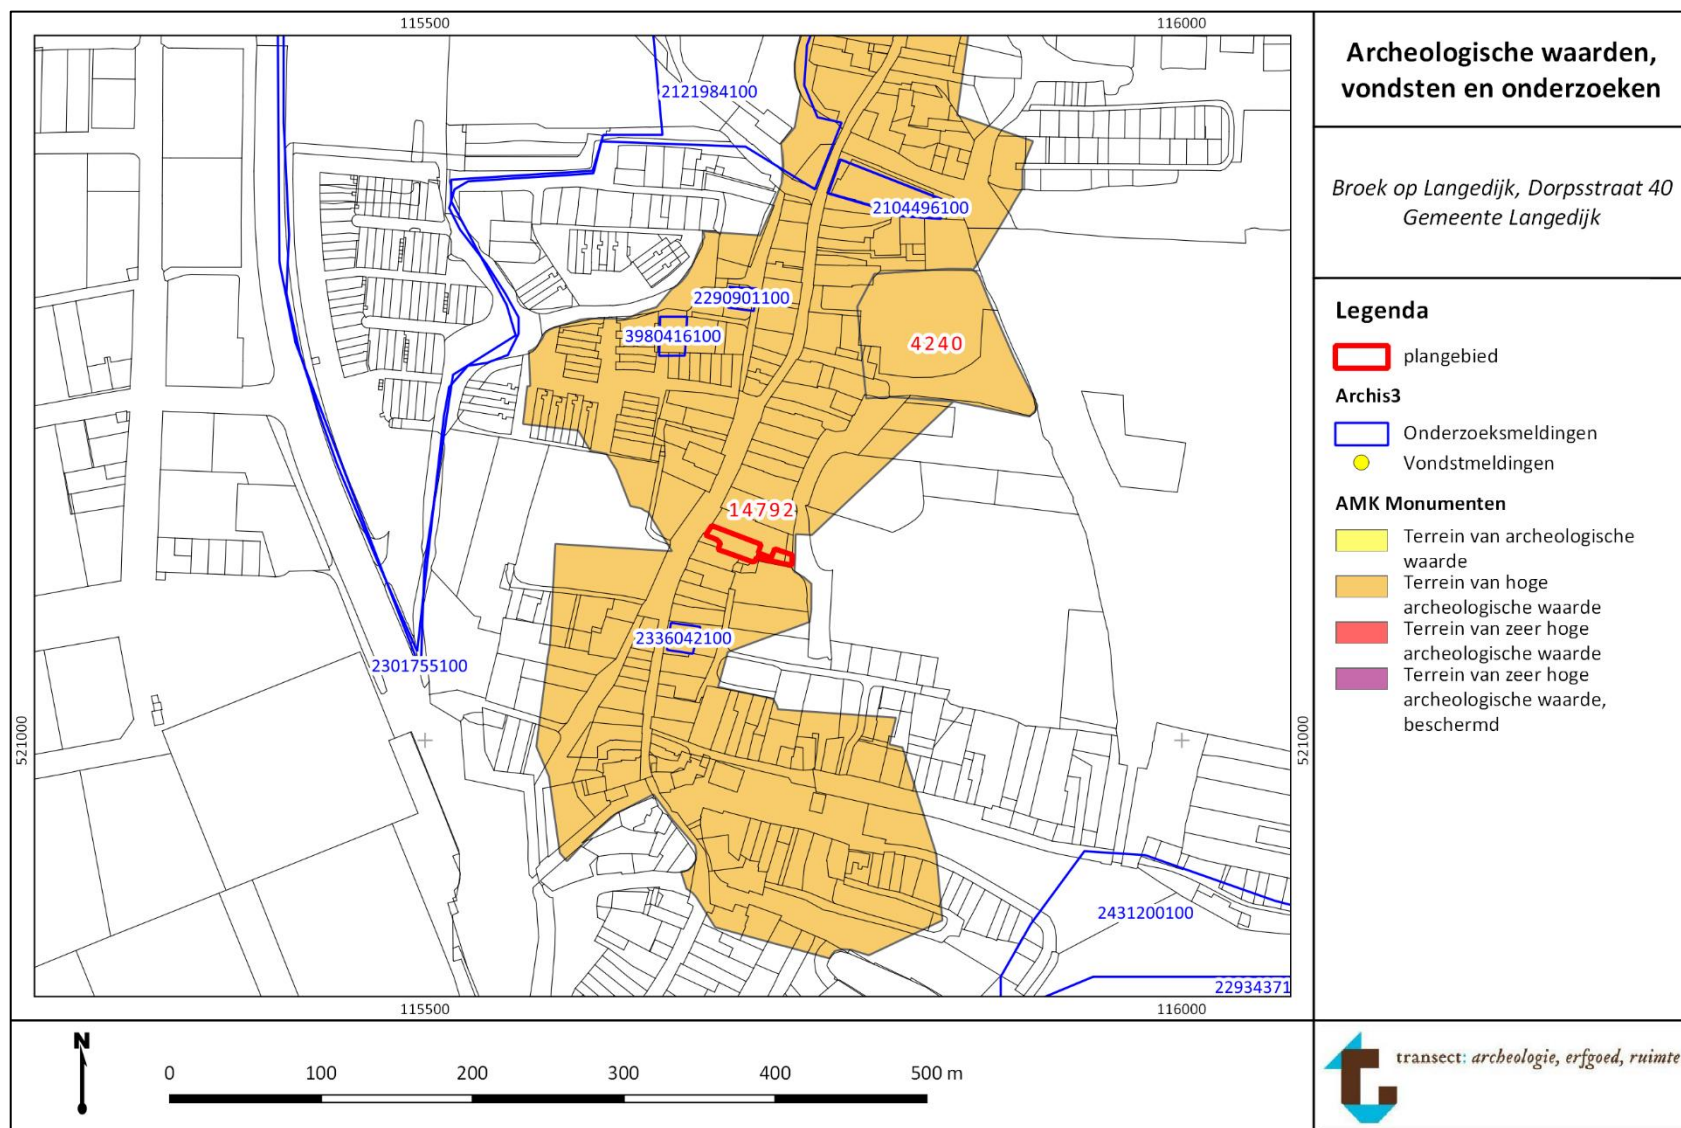 115500
116000
2121984100
2104496100
2290901100
3980416100
4240
14792
2336042100
2301755100
521000
521000
2431200100
22934371
115500
116000
N
0 100 200 300 400 500 m
Archeologische waarden,
vondsten en onderzoeken
Broek op Langedijk, Dorpsstraat 40
Gemeente Langedijk
Legenda
plangebied
Archis3
Onderzoeksmeldingen
Vondstmeldingen
AMK Monumenten
Terrein van archeologische
waarde
Terrein van hoge
archeologische waarde
Terrein van zeer hoge
archeologische waarde
Terrein van zeer hoge
archeologische waarde,
beschermd
transect: archeologie, erfgoed, ruimte